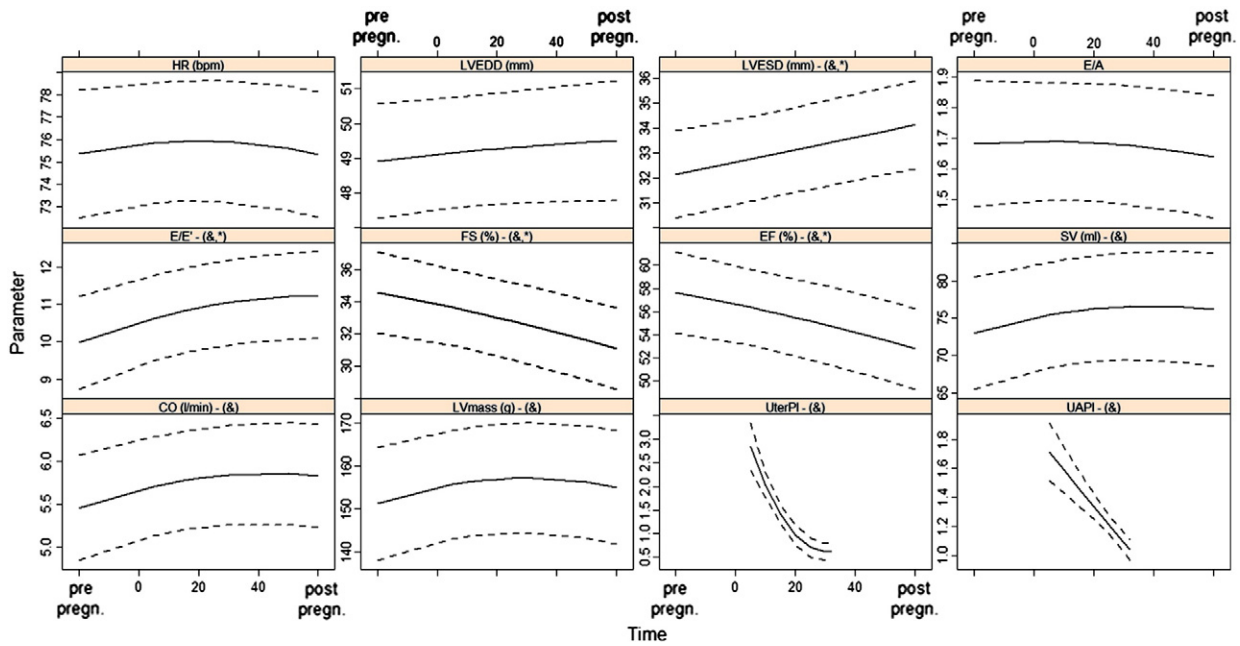 pre pregn. 0 20 40 post pregn. pre pregn. 0 20 40 post pregn.
HR (bpm) LVEDD (mm) LVESD (mm) - (&,*) E/A
73 74 75 76 78
48 49 50 51
31 32 33 34 35 36
1.5 1.6 1.7 1.8 1.9
E/E' - (&,*) FS (%) - (&,*) EF (%) - (&,*) SV (ml) - (&)
9 10 11 12
30 32 34 36
50 52 54 56 58 60
65 70 75 80
Parameter
CO (l/min) - (&) LVmass (g) - (&) UterPI - (&) UAPI - (&)
5.0 5.5 6.0 6.5
140 150 160 170
0.5 1.0 1.5 2.0 2.5 3.0
1.0 1.2 1.4 1.6 1.8
pre pregn. 0 20 40 post pregn. pre pregn. 0 20 40 post pregn.
Time